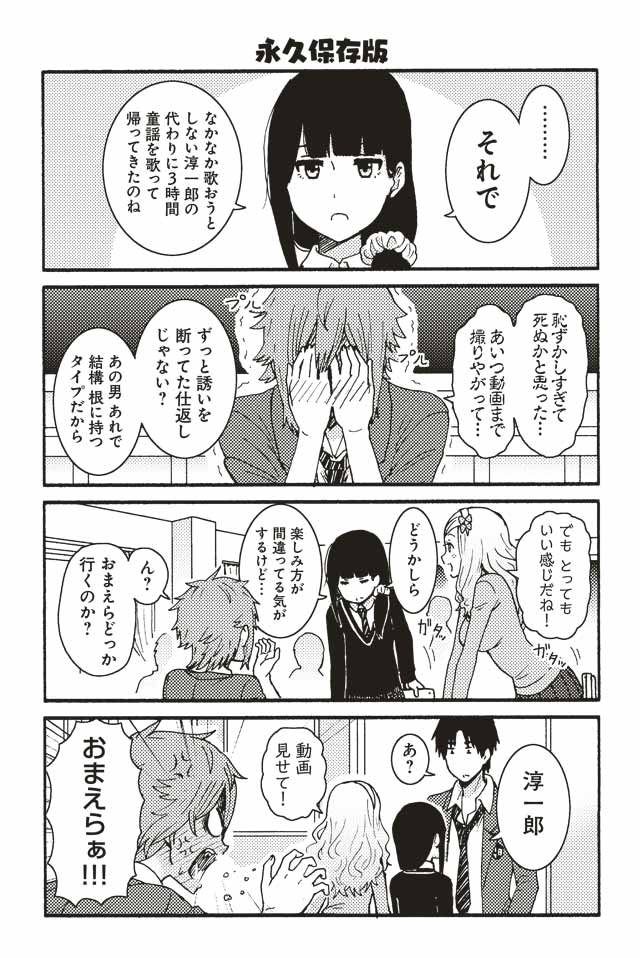 永久保存版
………
それで
なかなか歌おうと
しない淳一郎の
代わりに3時間
童謡を歌って
帰ってきたのね
恥ずかしすぎて
死ぬかと思った…
あいつ動画まで
撮りやがって…
プル
プル
ずっと誘いを
断ってた仕返し
じゃない？
あの男 あれで
結構 根に持つ
タイプだから
でも とっても
いい感じだね！
ガタッ
ガタッ
どうかしら
楽しみ方が
間違ってる気が
するけど…
ん？
おまえらどっか
行くのか？
淳一郎
あ？
動画
見せて！
おまえらぁ!!!